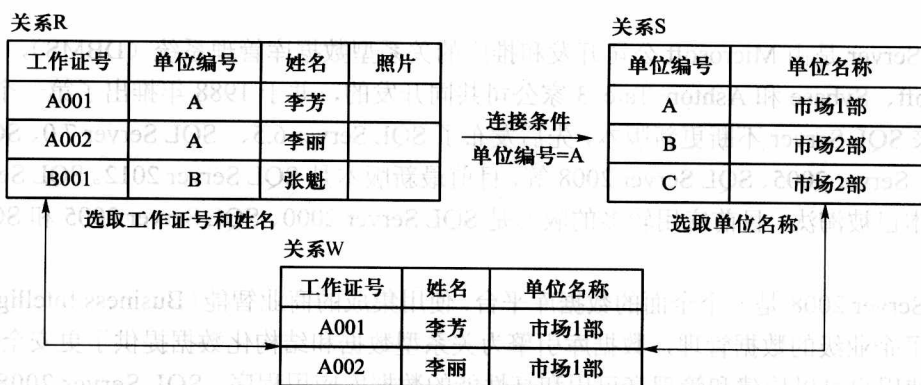 关系R
工作证号 单位编号 姓名 照片
A001 A 李芳
A002 A 李丽
B001 B 张魁
选取工作证号和姓名
连接条件
单位编号=A
关系S
单位编号 单位名称
A 市场1部
B 市场2部
C 市场2部
选取单位名称
关系W
工作证号 姓名 单位名称
A001 李芳 市场1部
A002 李丽 市场1部